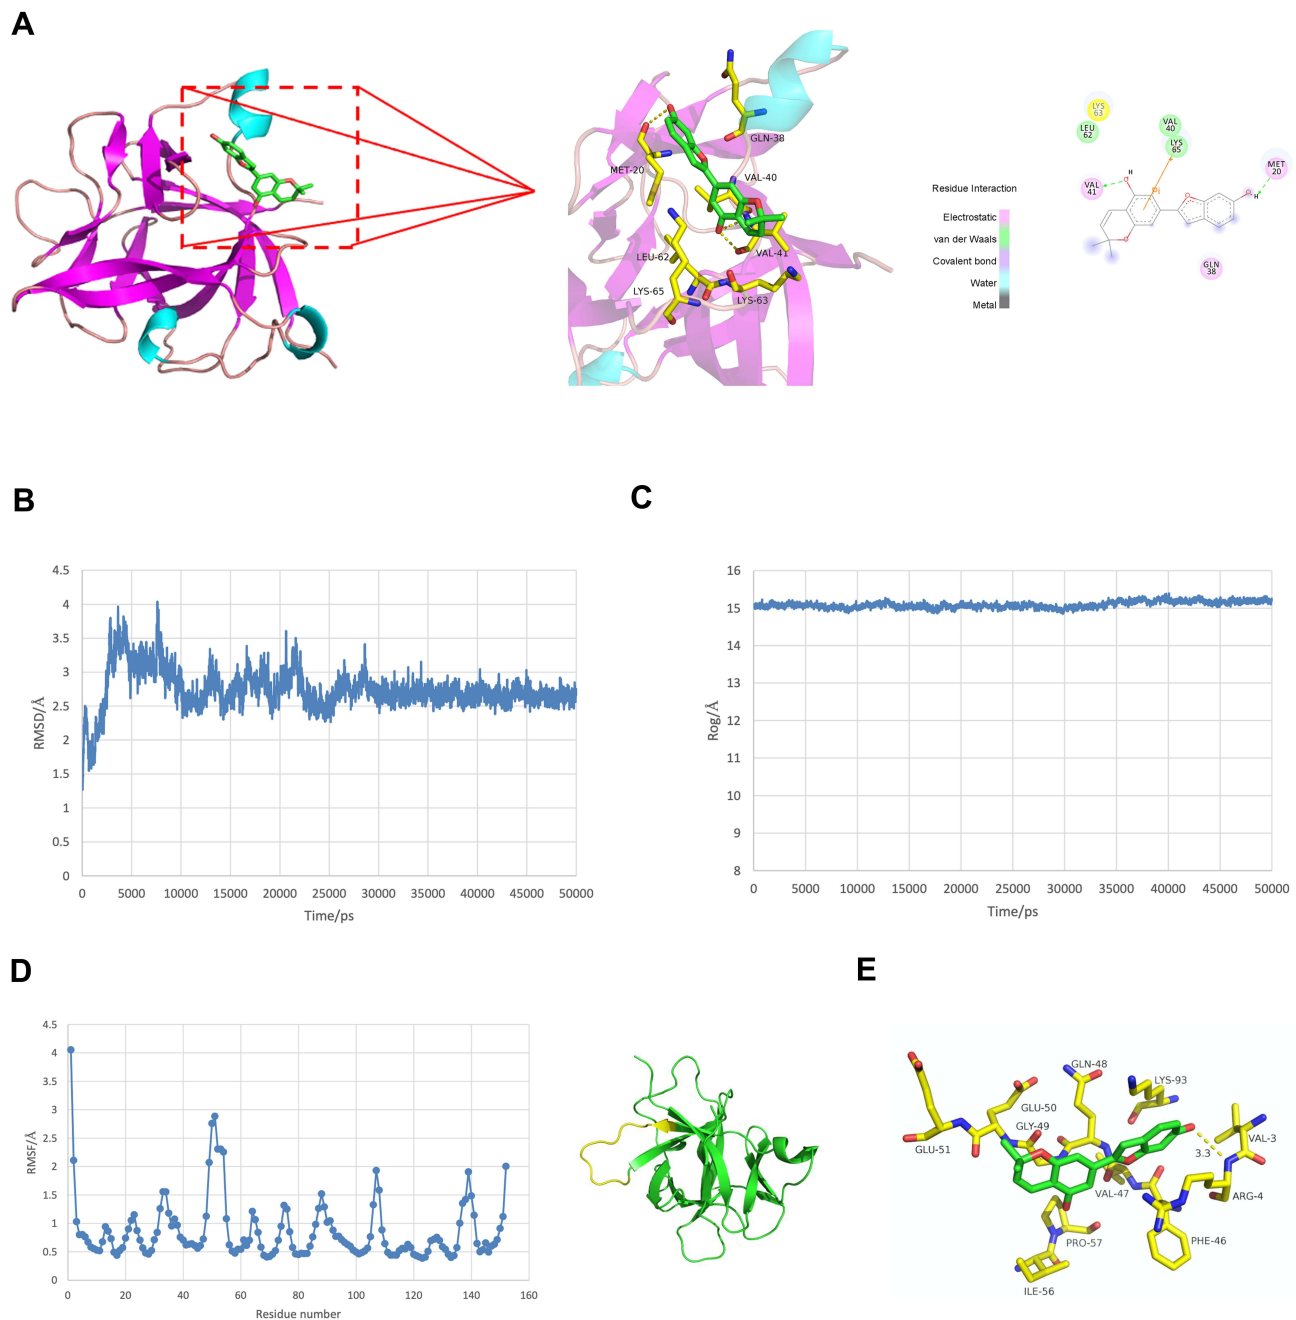 A
GLN-38
MET-20
VAL-40
LEU-62
VAL-41
LYS-65
LYS-63
Residue Interaction
Electrostatic
van der Waals
Covalent bond
Water
Metal
LYS
63
LEU
62
VAL
40
LYS
65
MET
20
VAL
41
GLN
38
H
O
O
O
H
B
4.5
4
3.5
3
2.5
2
1.5
1
0.5
0
RMSD/Å
0 5000 10000 15000 20000 25000 30000 35000 40000 45000 50000
Time/ps
C
16
15
14
13
12
11
10
9
8
Rog/Å
0 5000 10000 15000 20000 25000 30000 35000 40000 45000 50000
Time/ps
D
4.5
4
3.5
3
2.5
2
1.5
1
0.5
0
RMSF/Å
0 20 40 60 80 100 120 140 160
Residue number
E
GLN-48
LYS-93
GLU-50
GLY-49
VAL-3
GLU-51
3.3
VAL-47
ARG-4
PRO-57
PHE-46
ILE-56